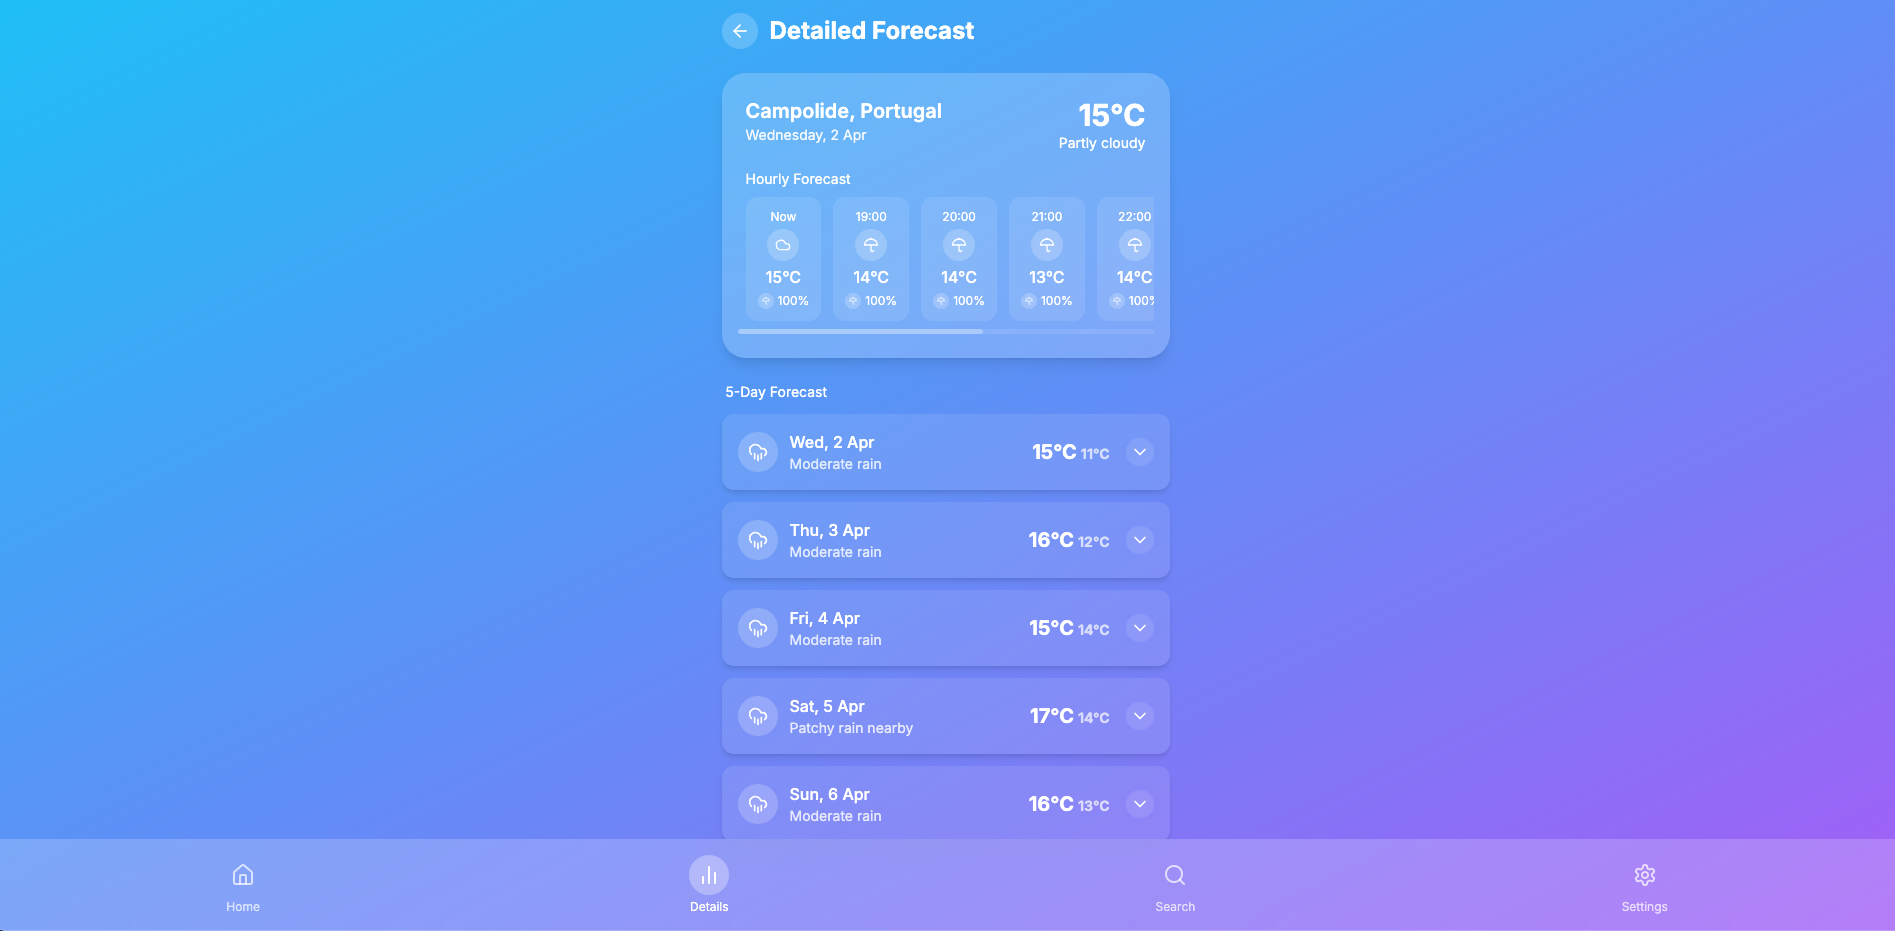 Detailed Forecast
Campolide, Portugal
Wednesday, 2 Apr
15°C
Partly cloudy
Hourly Forecast
Now 19:00 20:00 21:00 22:00
15°C 14°C 14°C 13°C 14°C
100% 100% 100% 100% 100%
5-Day Forecast
Wed, 2 Apr
Moderate rain
15°C 11°C
Thu, 3 Apr
Moderate rain
16°C 12°C
Fri, 4 Apr
Moderate rain
15°C 14°C
Sat, 5 Apr
Patchy rain nearby
17°C 14°C
Sun, 6 Apr
Moderate rain
16°C 13°C
Home Details Search Settings